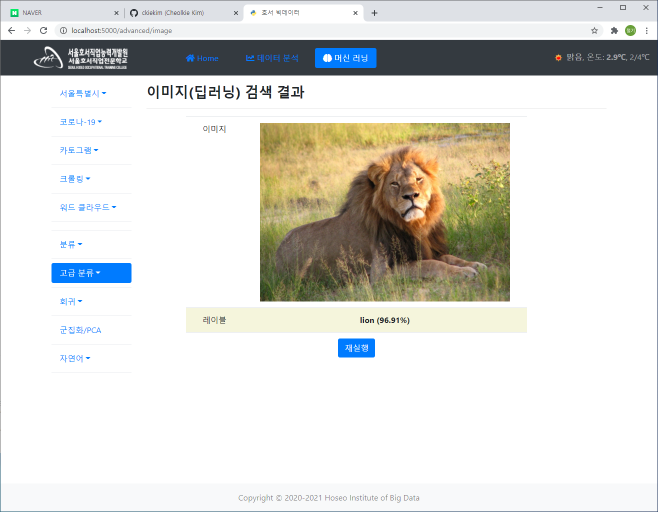 NAVER
ckiekim (Cheolkie Kim)
호서 빅데이터
localhost:5000/advanced/image
서울호서직업능력개발원
서울호서직업전문학교
Home
데이터 분석
머신 러닝
맑음, 온도: 2.9℃, 2/4℃
서울특별시
코로나-19
카토그램
크롤링
워드 클라우드
분류
고급 분류
회귀
군집화/PCA
자연어
이미지(딥러닝) 검색 결과
이미지
레이블 lion (96.91%)
재실행
Copyright © 2020-2021 Hoseo Institute of Big Data